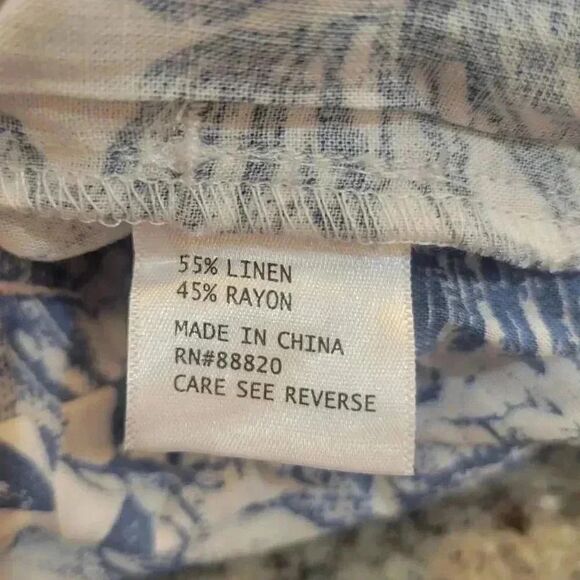 55% LINEN
45% RAYON
MADE IN CHINA
RN#88820
CARE SEE REVERSE